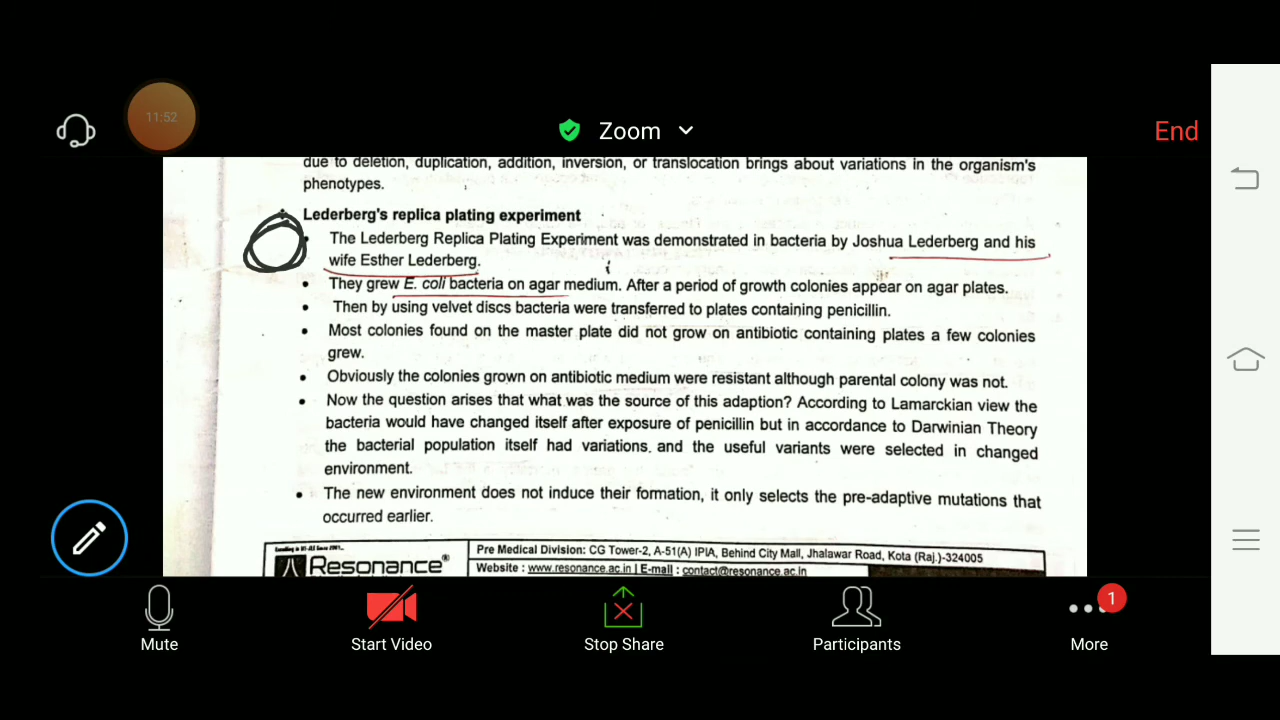 11:52
Zoom
End
due to deletion, duplication, addition, inversion, or translocation brings about variations in the organism's
phenotypes.
Lederberg's replica plating experiment
• The Lederberg Replica Plating Experiment was demonstrated in bacteria by Joshua Lederberg and his
wife Esther Lederberg.
• They grew E. coli bacteria on agar medium. After a period of growth colonies appear on agar plates.
• Then by using velvet discs bacteria were transferred to plates containing penicillin.
• Most colonies found on the master plate did not grow on antibiotic containing plates a few colonies
grew.
• Obviously the colonies grown on antibiotic medium were resistant although parental colony was not.
• Now the question arises that what was the source of this adaption? According to Lamarckian view the
bacteria would have changed itself after exposure of penicillin but in accordance to Darwinian Theory
the bacterial population itself had variations and the useful variants were selected in changed
environment.
• The new environment does not induce their formation, it only selects the pre-adaptive mutations that
occurred earlier.
Resonance®
Pre Medical Division: CG Tower-2, A-51(A) IPIA, Behind City Mall, Jhalawar Road, Kota (Raj.)-324005
Website : www.resonance.ac.in | E-mail : contact@resonance.ac.in
1
Mute
Start Video
Stop Share
Participants
More